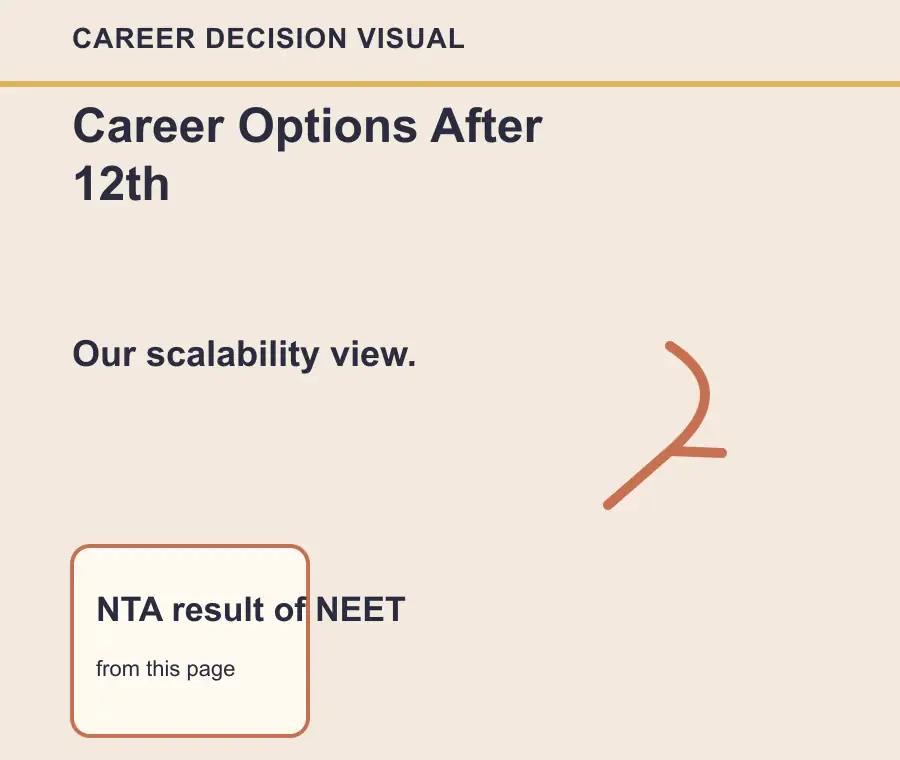 CAREER DECISION VISUAL
Career Options After
12th
Our scalability view.
NTA result of NEET
from this page